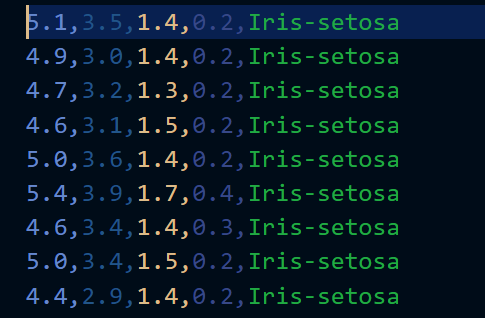 5.1,3.5,1.4,0.2,Iris-setosa
4.9,3.0,1.4,0.2,Iris-setosa
4.7,3.2,1.3,0.2,Iris-setosa
4.6,3.1,1.5,0.2,Iris-setosa
5.0,3.6,1.4,0.2,Iris-setosa
5.4,3.9,1.7,0.4,Iris-setosa
4.6,3.4,1.4,0.3,Iris-setosa
5.0,3.4,1.5,0.2,Iris-setosa
4.4,2.9,1.4,0.2,Iris-setosa